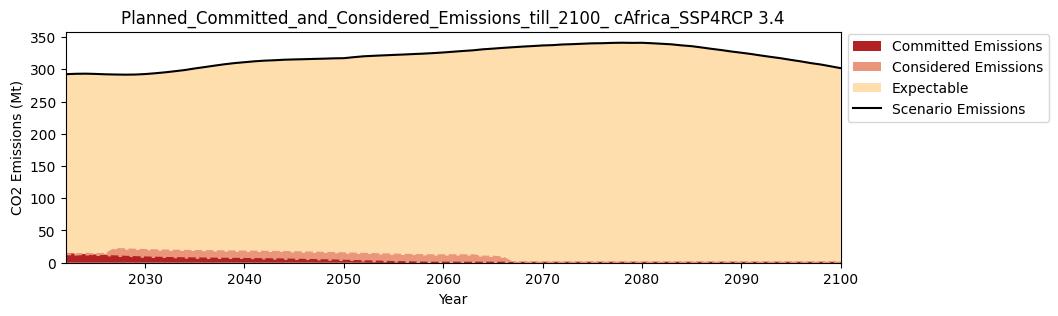 Planned_Committed_and_Considered_Emissions_till_2100_ cAfrica_SSP4RCP 3.4
CO2 Emissions (Mt)
350
300
250
200
150
100
50
0
2030
2040
2050
2060
2070
2080
2090
2100
Year
Committed Emissions
Considered Emissions
Expectable
Scenario Emissions